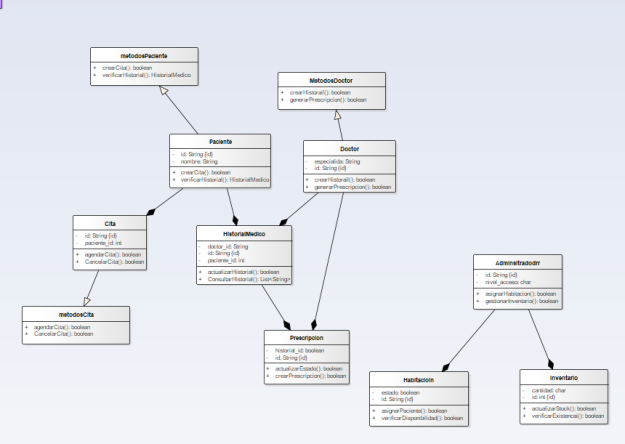 metodosPaciente
+ crearCita(): boolean
+ verificarHistorial(): HistorialMedico
MetodosDoctor
+ crearHistorail(): boolean
+ generarPrescripcion(): boolean
Paciente
- id: String {id}
- nombre: String
+ crearCita(): boolean
+ verificarHistorial(): HistorialMedico
Doctor
- especialida: String
- id: String {id}
+ crearHistorail(): boolean
+ generarPrescripcion(): boolean
Cita
- id: String {id}
- paciente_id: int
+ agendarCita(): boolean
+ CancelarCita(): boolean
HistorialMedico
- doctor_id: String
- id: String {id}
- paciente_id: int
+ actualizarHistorial(): boolean
+ ConsultarHistorial(): List<String>
metodosCita
+ agendarCita(): boolean
+ CancelarCita(): boolean
Prescripcion
- historial_id: boolean
- id: String {id}
+ actualizarEstado(): boolean
+ crearPrescripcion(): boolean
- id: String {id}
- nivel_acceso: char
+ asignarHabitacion(): boolean
+ gestionarInventario(): boolean
Habitacioin
- estado: boolean
- id: String {id}
+ asignarPaciente(): boolean
+ verificarDisponibilidad(): boolean
Inventario
- cantidad: char
- id: int {id}
+ actualizarStock(): boolean
+ verificarExistencia(): boolean